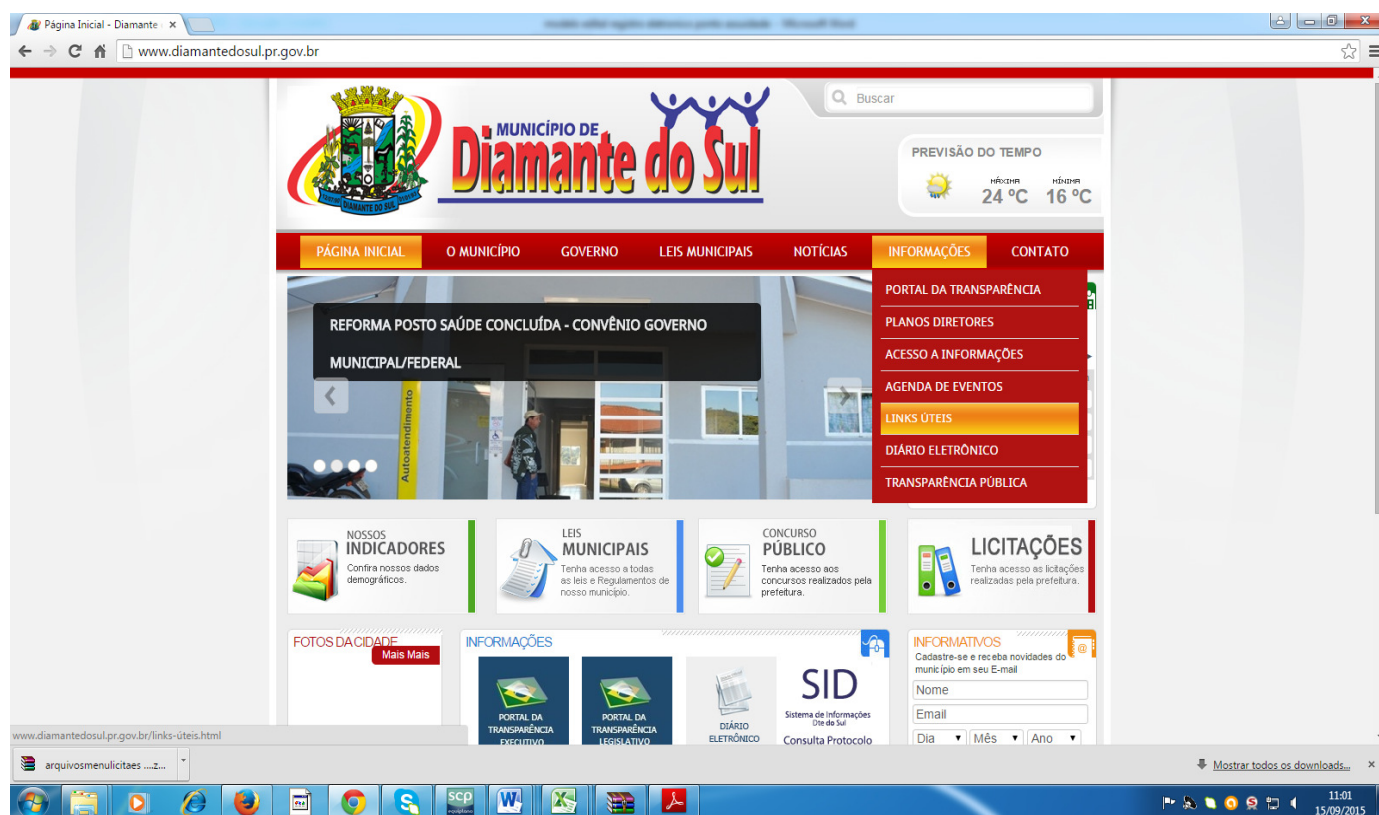 Página Inicial - Diamante
www.diamantedosul.pr.gov.br
DIAMANTE DO SUL
MUNICÍPIO DE
Diamante do Sul
Buscar
PREVISÃO DO TEMPO
MÁXIMA MÍNIMA
24 ºC 16 ºC
PÁGINA INICIAL O MUNICÍPIO GOVERNO LEIS MUNICIPAIS NOTÍCIAS INFORMAÇÕES CONTATO
PORTAL DA TRANSPARÊNCIA
PLANOS DIRETORES
ACESSO A INFORMAÇÕES
AGENDA DE EVENTOS
LINKS ÚTEIS
DIÁRIO ELETRÔNICO
TRANSPARÊNCIA PÚBLICA
REFORMA POSTO SAÚDE CONCLUÍDA - CONVÊNIO GOVERNO
MUNICIPAL/FEDERAL
Autoatendimento
NOSSOS
INDICADORES
Confira nossos dados
demográficos.
LEIS
MUNICIPAIS
Tenha acesso a todas
as leis e Regulamentos de
nosso município.
CONCURSO
PÚBLICO
Tenha acesso aos
concursos realizados pela
prefeitura.
LICITAÇÕES
Tenha acesso as licitações
realizadas pela prefeitura.
FOTOS DA CIDADE
Mais Mais
INFORMAÇÕES
PORTAL DA
TRANSPARÊNCIA
EXECUTIVO
PORTAL DA
TRANSPARÊNCIA
LEGISLATIVO
DIÁRIO
ELETRÔNICO
SID
Sistema de Informações
Dte do Sul
Consulta Protocolo
INFORMATIVOS
Cadastre-se e receba novidades do
município em seu E-mail
Nome
Email
Dia Mês Ano
www.diamantedosul.pr.gov.br/links-úteis.html
arquivosmenulicitaes ....z...
Mostrar todos os downloads...
scp
11:01
15/09/2015